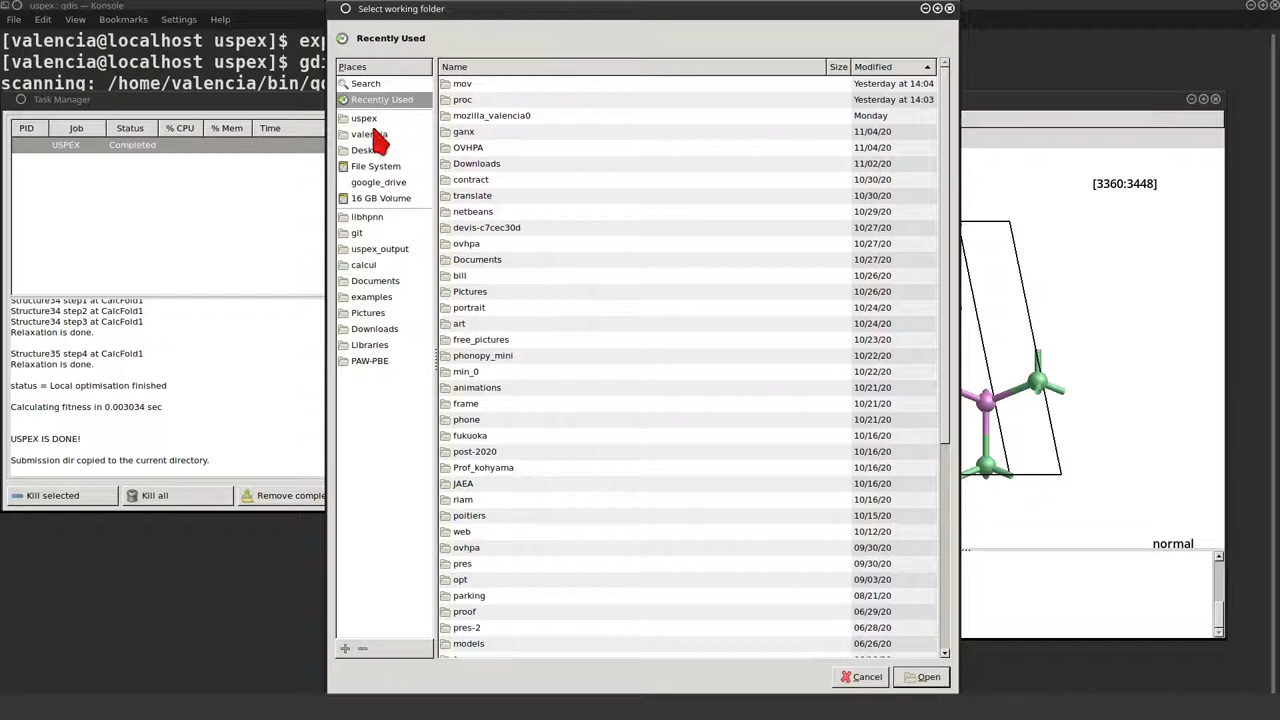 uspex : gdis - Konsole
File Edit View Bookmarks Settings Help
[valencia@localhost uspex]$ exp
[valencia@localhost uspex]$ gd
scanning: /home/valencia/bin/gd
Task Manager
PID Job Status % CPU % Mem Time
USPEX Completed
Structure34 step1 at CalcFold1
Structure34 step2 at CalcFold1
Structure34 step3 at CalcFold1
Relaxation is done.
Structure35 step4 at CalcFold1
Relaxation is done.
status = Local optimisation finished
Calculating fitness in 0.003034 sec
USPEX IS DONE!
Submission dir copied to the current directory.
Kill selected Kill all Remove comple
Select working folder
Recently Used
Places
Search
Recently Used
uspex
valencia
File System
google_drive
16 GB Volume
libhpnn
git
uspex_output
calcul
Documents
examples
Pictures
Downloads
Libraries
PAW-PBE
Name Size Modified
mov Yesterday at 14:04
proc Yesterday at 14:03
mozilla_valencia0 Monday
ganx 11/04/20
OVHPA 11/04/20
Downloads 11/02/20
contract 10/30/20
translate 10/30/20
netbeans 10/29/20
devis-c7cec30d 10/27/20
ovhpa 10/27/20
Documents 10/27/20
bill 10/26/20
Pictures 10/26/20
portrait 10/24/20
art 10/24/20
free_pictures 10/23/20
phonopy_mini 10/22/20
min_0 10/22/20
animations 10/21/20
frame 10/21/20
phone 10/21/20
fukuoka 10/16/20
post-2020 10/16/20
Prof_kohyama 10/16/20
JAEA 10/16/20
riam 10/16/20
poitiers 10/15/20
web 10/12/20
ovhpa 09/30/20
pres 09/30/20
opt 09/03/20
parking 08/21/20
proof 06/29/20
pres-2 06/28/20
models 06/26/20
Cancel Open
[3360:3448]
normal